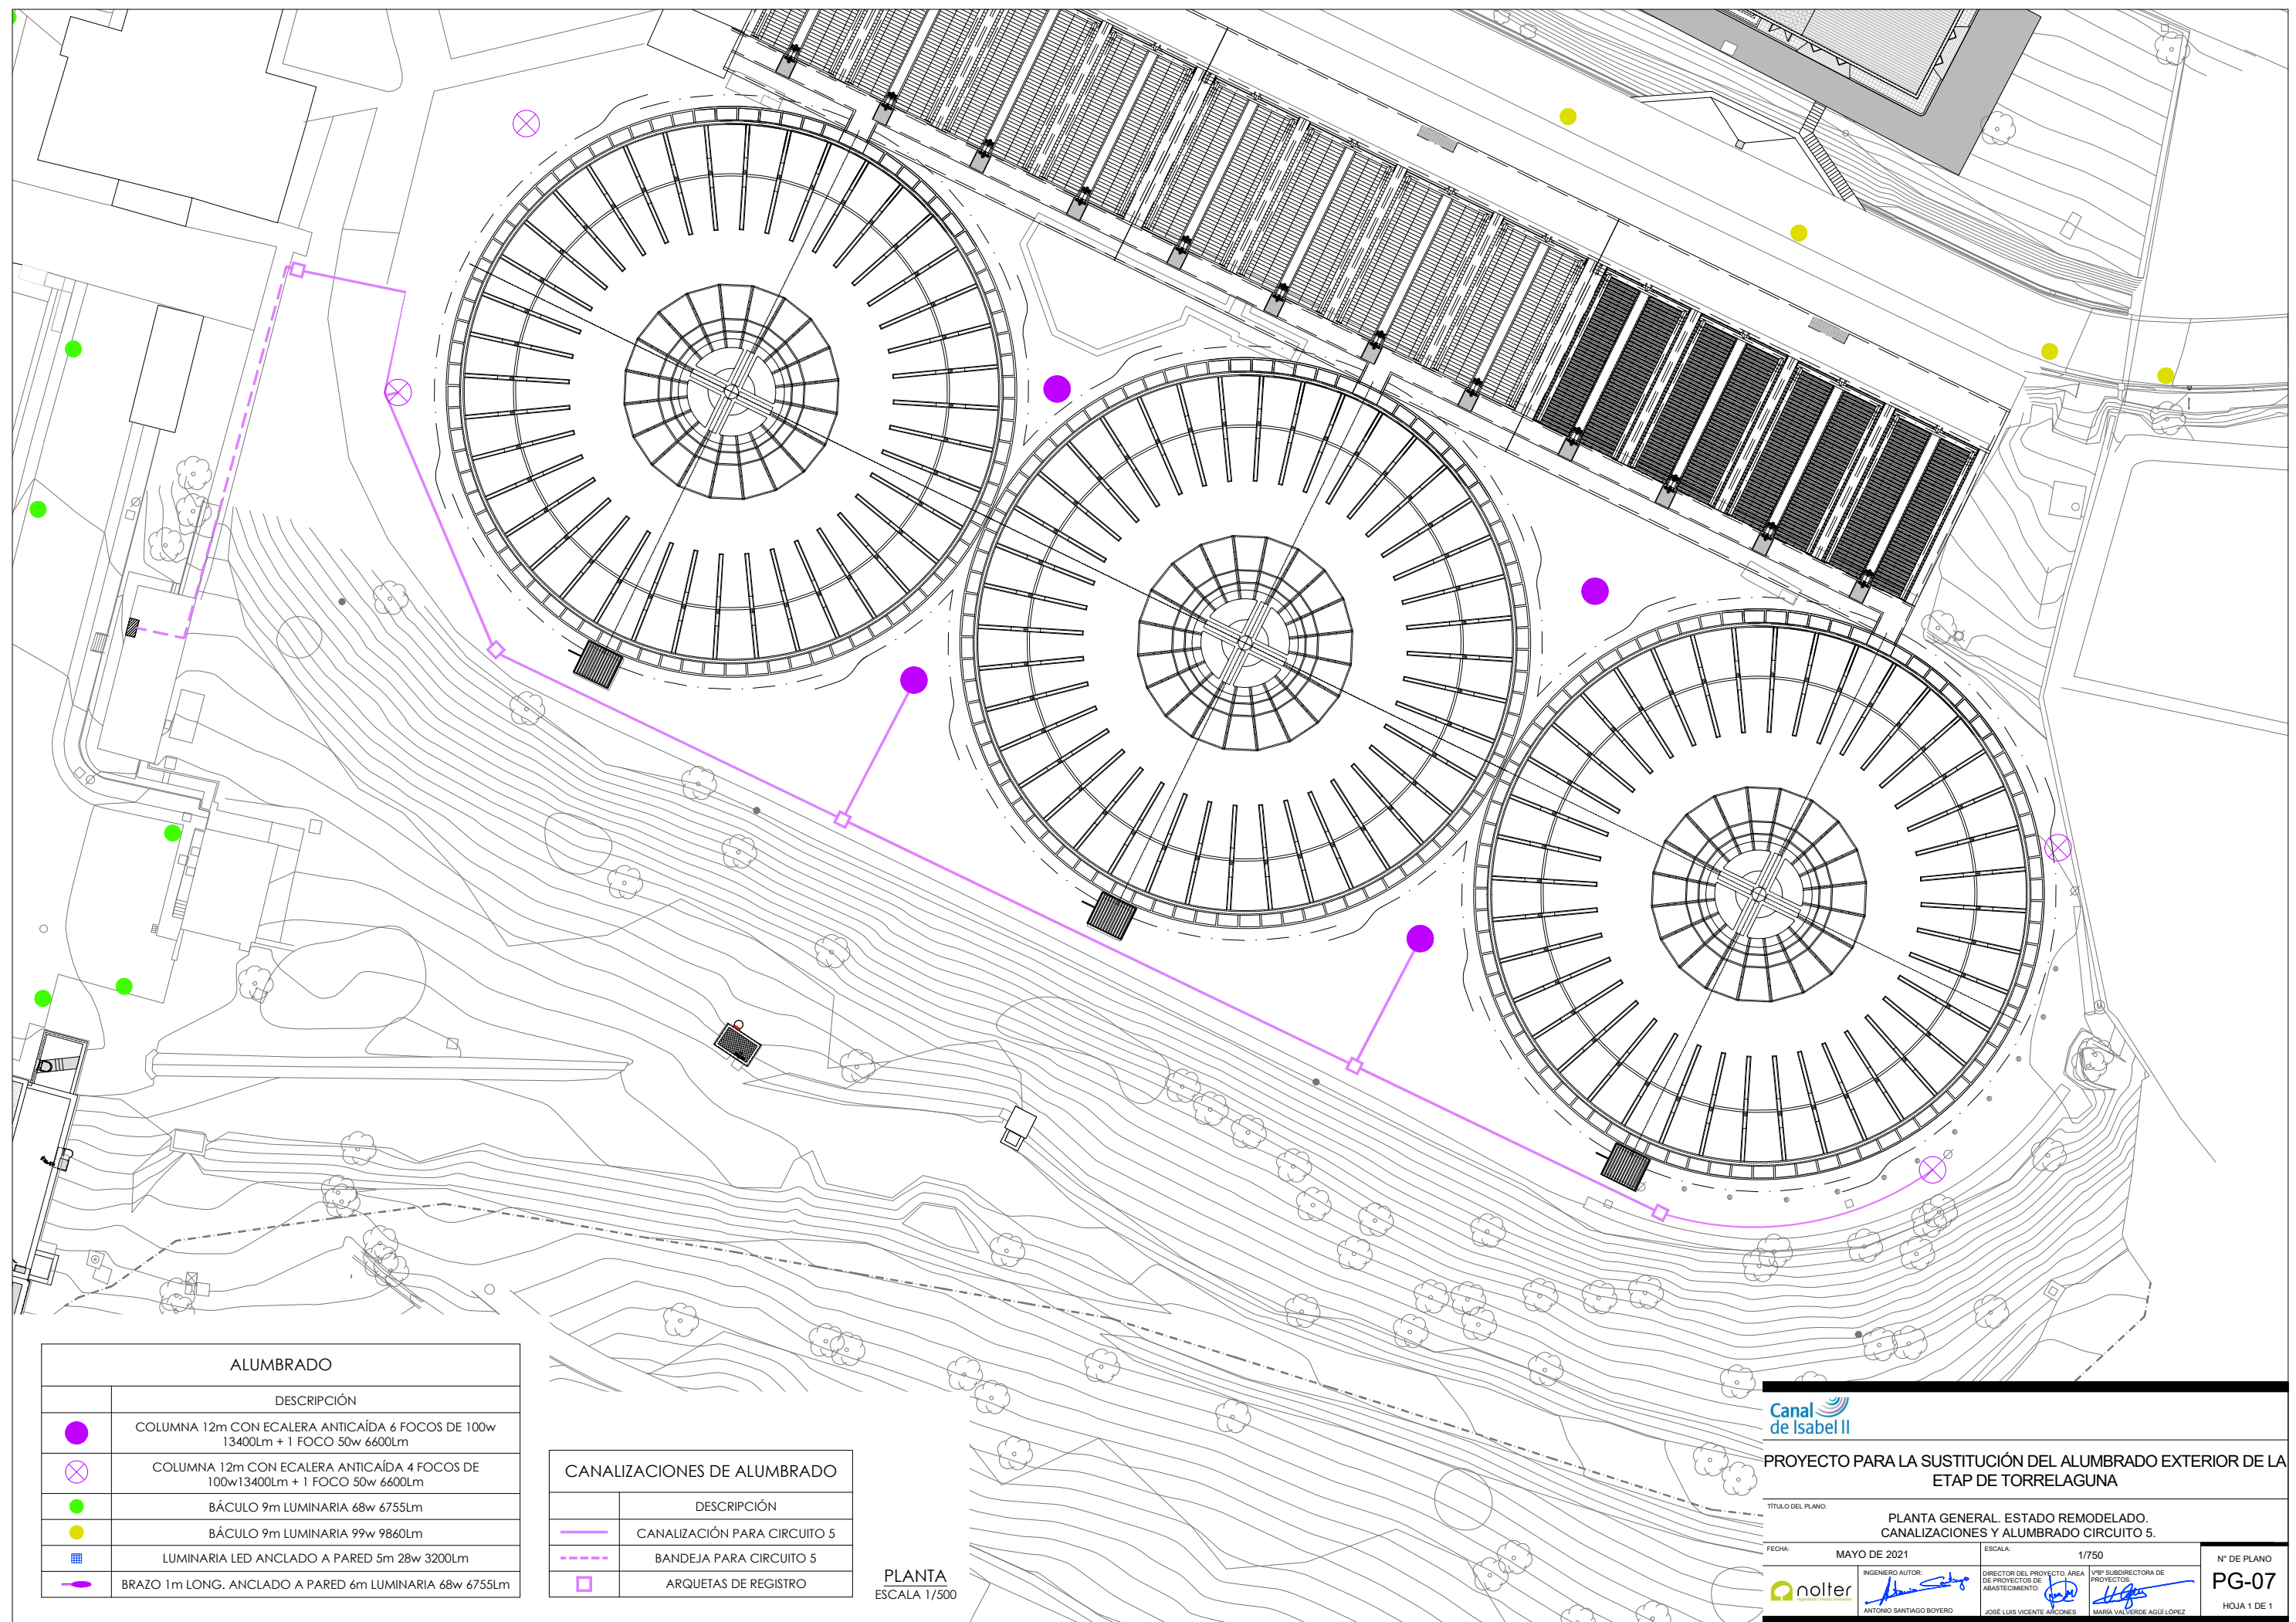 ALUMBRADO
DESCRIPCIÓN
COLUMNA 12m CON ECALERA ANTICAÍDA 6 FOCOS DE 100w
13400Lm + 1 FOCO 50w 6600Lm
COLUMNA 12m CON ECALERA ANTICAÍDA 4 FOCOS DE
100w13400Lm + 1 FOCO 50w 6600Lm
BÁCULO 9m LUMINARIA 68w 6755Lm
BÁCULO 9m LUMINARIA 99w 9860Lm
LUMINARIA LED ANCLADO A PARED 5m 28w 3200Lm
BRAZO 1m LONG. ANCLADO A PARED 6m LUMINARIA 68w 6755Lm
CANALIZACIONES DE ALUMBRADO
DESCRIPCIÓN
CANALIZACIÓN PARA CIRCUITO 5
BANDEJA PARA CIRCUITO 5
ARQUETAS DE REGISTRO
PLANTA
ESCALA 1/500
Canal
de Isabel II
PROYECTO PARA LA SUSTITUCIÓN DEL ALUMBRADO EXTERIOR DE LA
ETAP DE TORRELAGUNA
TÍTULO DEL PLANO:
PLANTA GENERAL. ESTADO REMODELADO.
CANALIZACIONES Y ALUMBRADO CIRCUITO 5.
FECHA:
MAYO DE 2021
ESCALA:
1/750
Nº DE PLANO
PG-07
HOJA 1 DE 1
nolter
INGENIERO AUTOR:
ANTONIO SANTIAGO BOYERO
DIRECTOR DEL PROYECTO. ÁREA
DE PROYECTOS DE
ABASTECIMIENTO:
JOSÉ LUIS VICENTE ARCONES
VºBº SUBDIRECTORA DE
PROYECTOS:
MARÍA VALVERDE AGÜÍ LÓPEZ